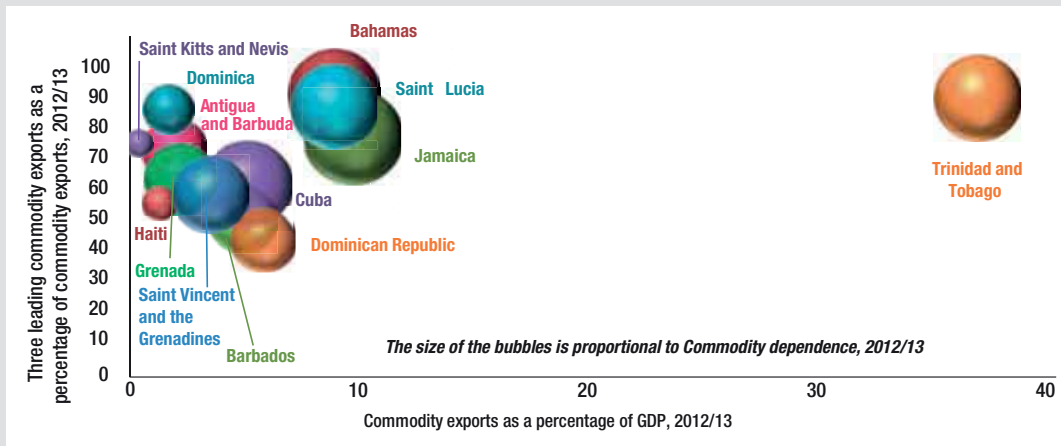 Three leading commodity exports as a
percentage of commodity exports, 2012/13
100
90
80
70
60
50
40
30
20
10
0
Saint Kitts and Nevis
Dominica
Antigua
and Barbuda
Bahamas
Saint Lucia
Jamaica
Trinidad and
Tobago
Cuba
Haiti
Dominican Republic
Grenada
Saint Vincent
and the
Grenadines
Barbados
The size of the bubbles is proportional to Commodity dependence, 2012/13
0
10
20
30
40
Commodity exports as a percentage of GDP, 2012/13